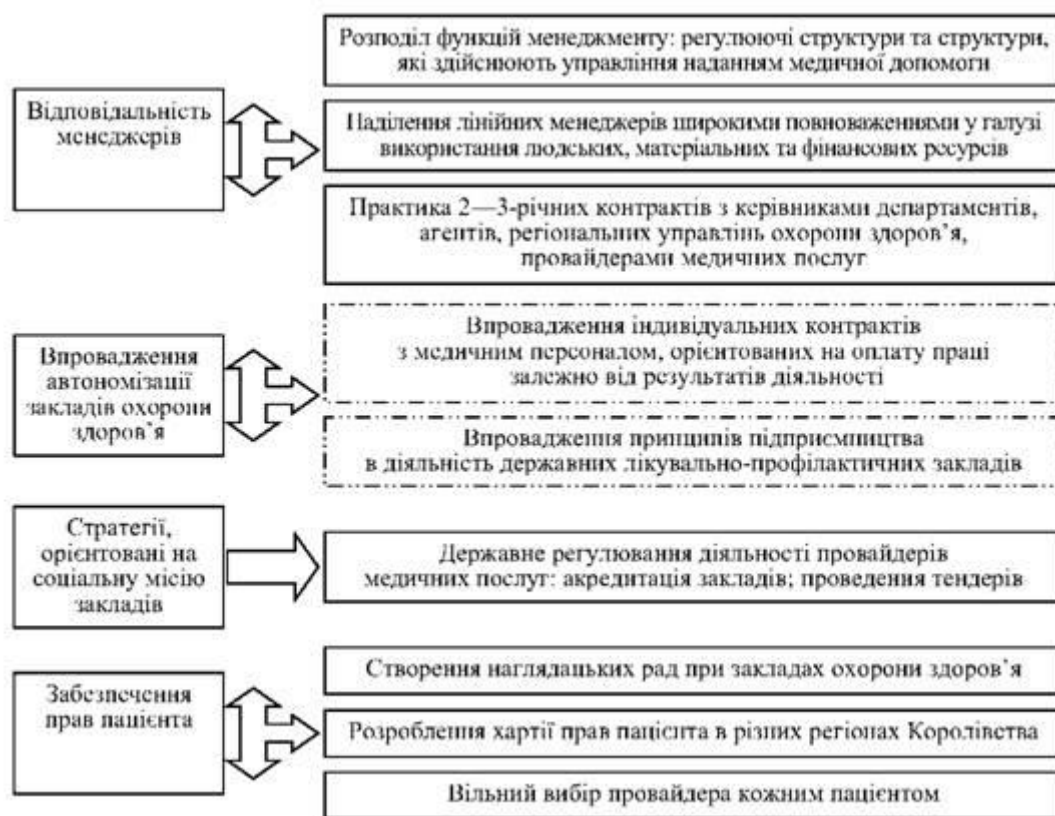 Відповідальність
менеджерів
Розподіл функцій менеджменту: регулюючі структури та структури,
які здійснюють управління наданням медичної допомоги
Наділення лінійних менеджерів широкими повноваженнями у галузі
використання людських, матеріальних та фінансових ресурсів
Практика 2—3-річних контрактів з керівниками департаментів,
агентів, регіональних управлінь охорони здоров’я,
провайдерами медичних послуг
Впровадження
автономізації
закладів охорони
здоров’я
Впровадження індивідуальних контрактів
з медичним персоналом, орієнтованих на оплату праці
залежно від результатів діяльності
Впровадження принципів підприємництва
в діяльність державних лікувально-профілактичних закладів
Стратегії,
орієнтовані на
соціальну місію
закладів
Державне регулювання діяльності провайдерів
медичних послуг: акредитація закладів; проведення тендерів
Забезпечення
прав пацієнта
Створення наглядацьких рад при закладах охорони здоров’я
Розроблення хартії прав пацієнта в різних регіонах Королівства
Вільний вибір провайдера кожним пацієнтом